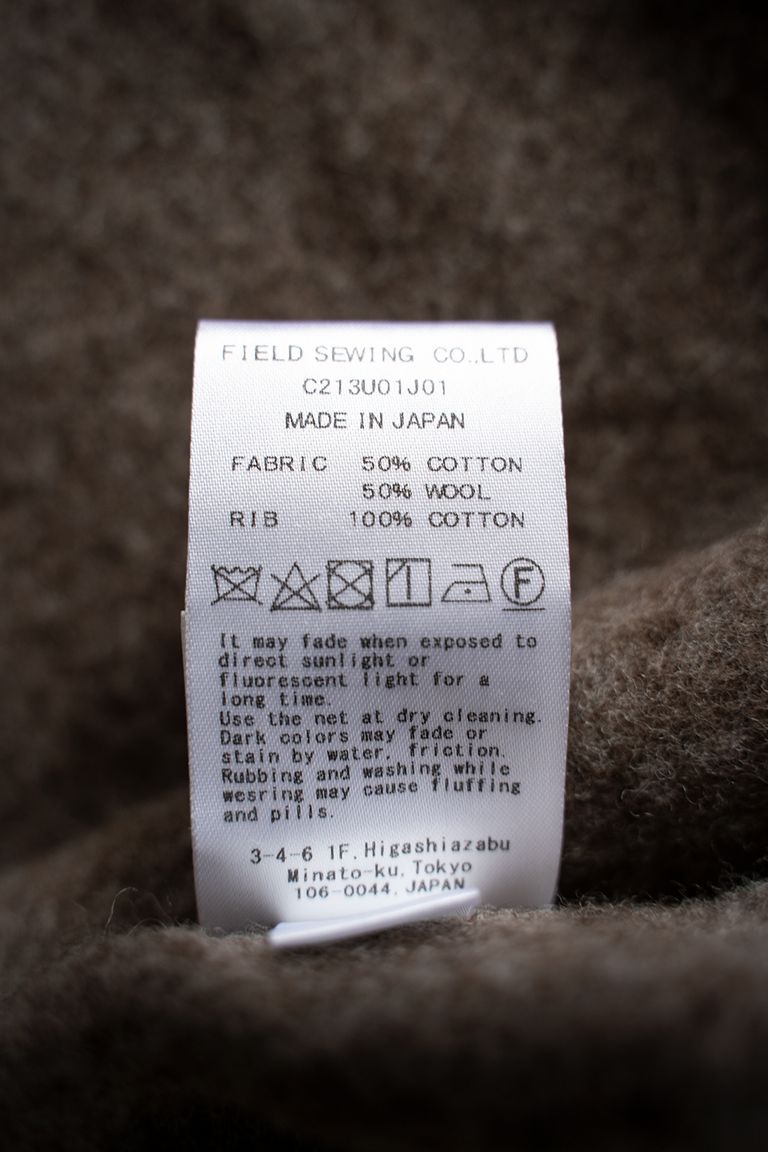 FIELD SEWING CO.,LTD
C213U01J01
MADE IN JAPAN
FABRIC 50% COTTON
50% WOOL
RIB 100% COTTON
F
It may fade when exposed to
direct sunlight or
fluorescent light for a
long time.
Use the net at dry cleaning.
Dark colors may fade or
stain by water, friction.
Rubbing and washing while
wesring may cause fluffing
and pills.
3-4-6 1F, Higashiazabu
Minato-ku, Tokyo
106-0044, JAPAN